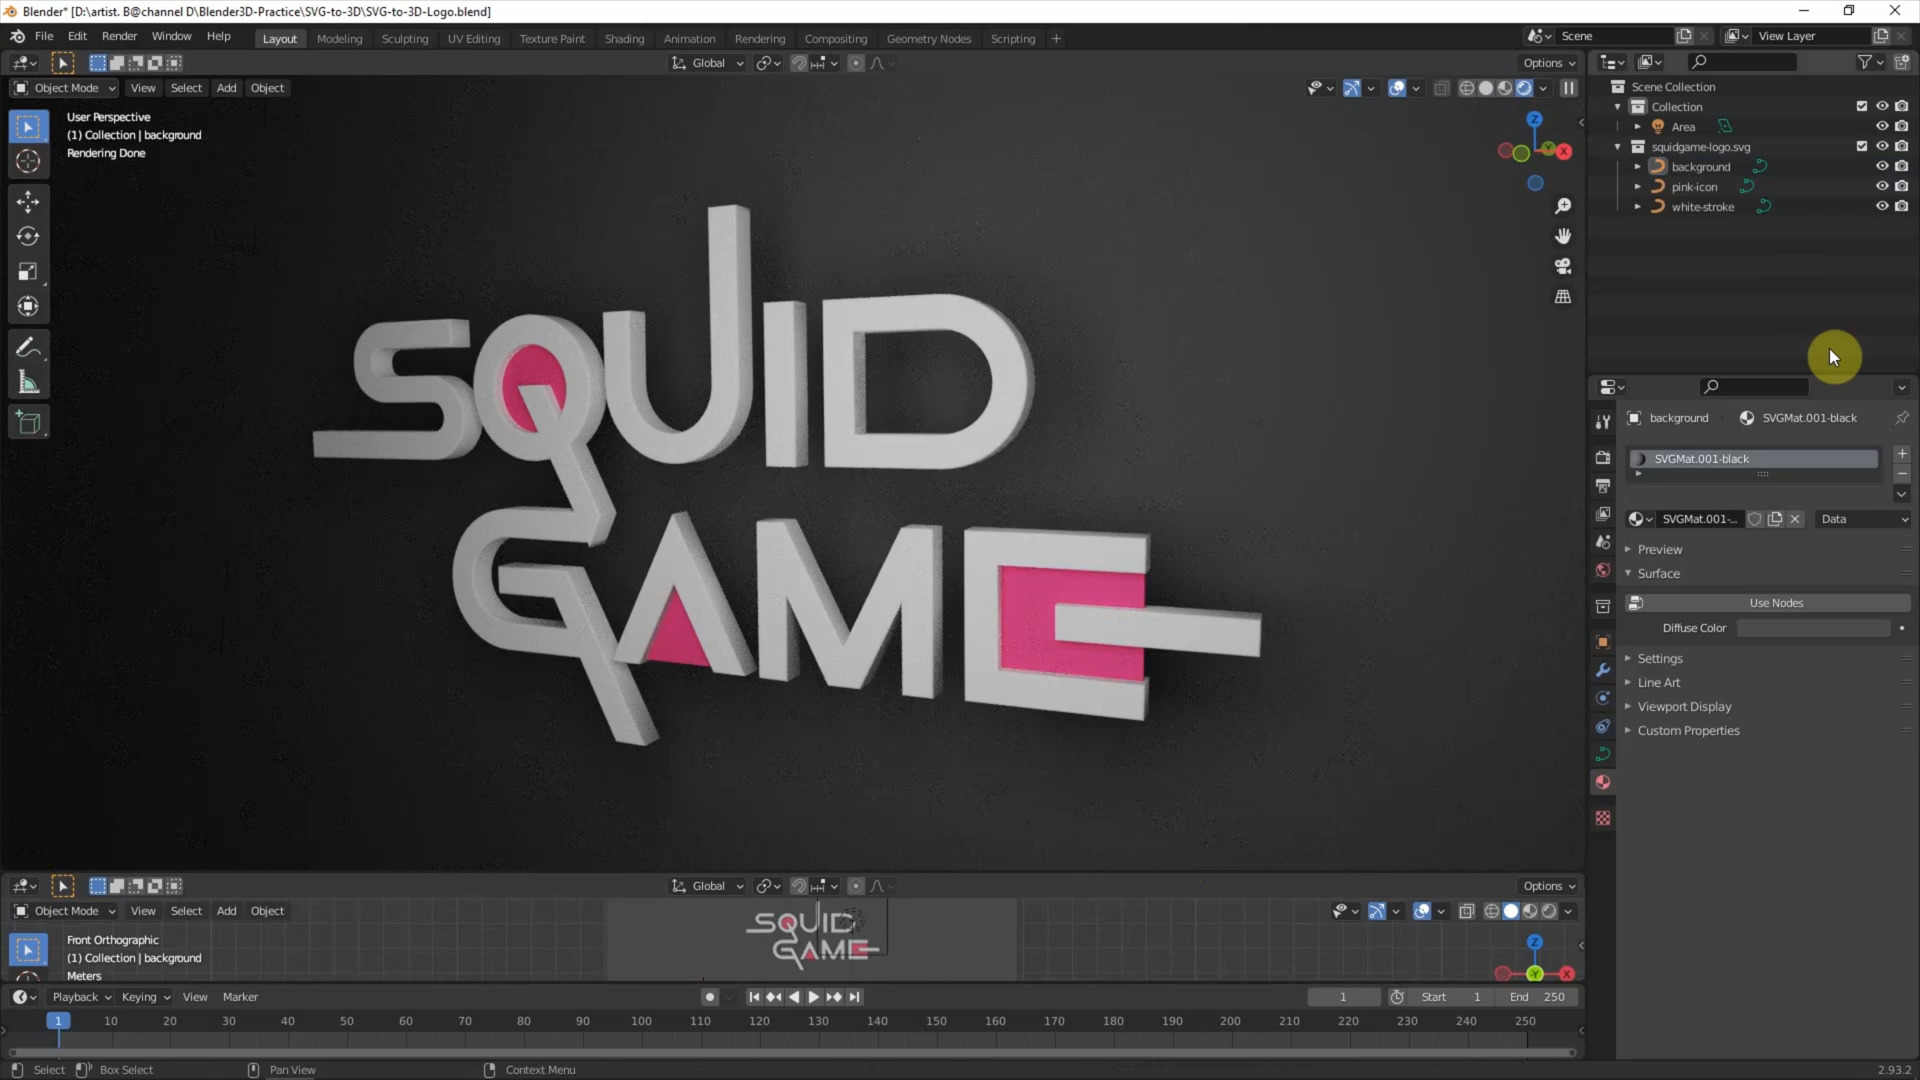 Blender* [D:\artist. B@channel D\Blender3D-Practice\SVG-to-3D\SVG-to-3D-Logo.blend]
File Edit Render Window Help Layout Modeling Sculpting UV Editing Texture Paint Shading Animation Rendering Compositing Geometry Nodes Scripting Scene View Layer
Global Options
Object Mode View Select Add Object
User Perspective
(1) Collection | background
Rendering Done
Z
Y
X
SQUID
GAME
Scene Collection
Collection
Area
squidgame-logo.svg
background
pink-icon
white-stroke
background SVGMat.001-black
SVGMat.001-black
SVGMat.001-... Data
Preview
Surface
Use Nodes
Diffuse Color
Settings
Line Art
Viewport Display
Custom Properties
Global Options
Object Mode View Select Add Object
Front Orthographic
(1) Collection | background
Meters
SQUID
GAME
Z
Y
X
Playback Keying View Marker 1 Start 1 End 250
1 10 20 30 40 50 60 70 80 90 100 110 120 130 140 150 160 170 180 190 200 210 220 230 240 250
Select Box Select Pan View Context Menu 2.93.2